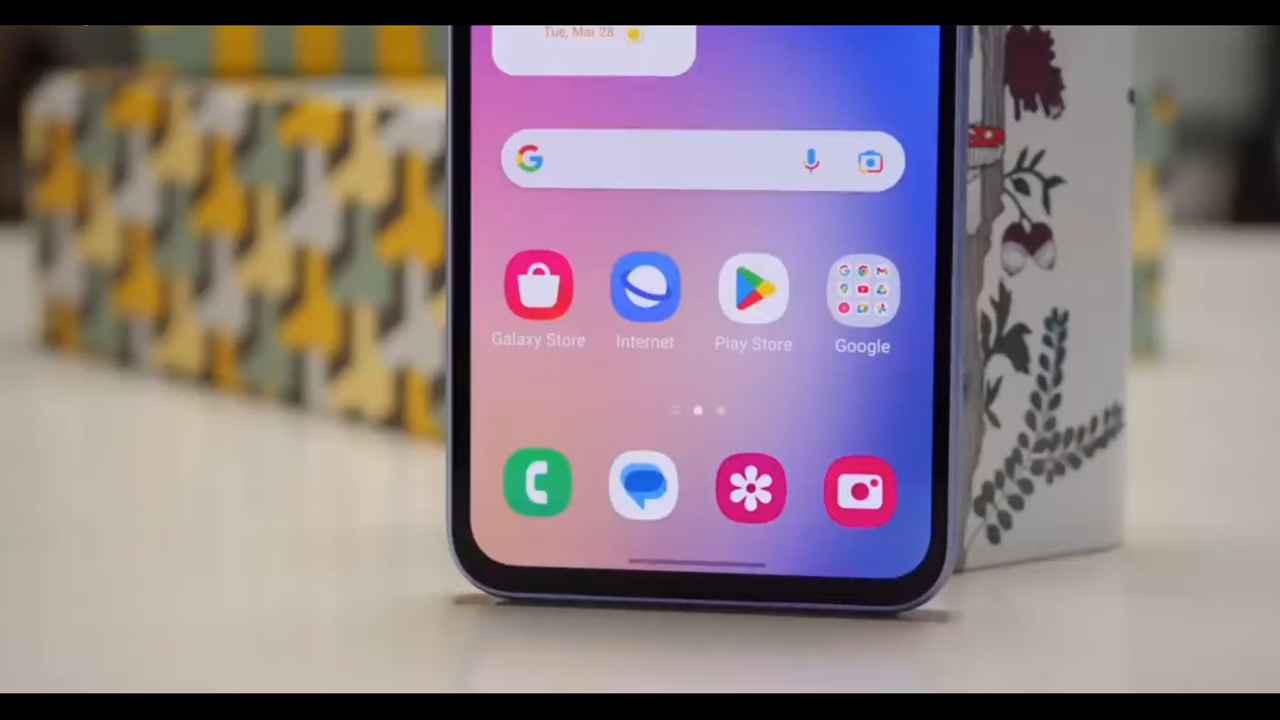 Tue, Mar 28
Galaxy Store
Internet
Play Store
Google